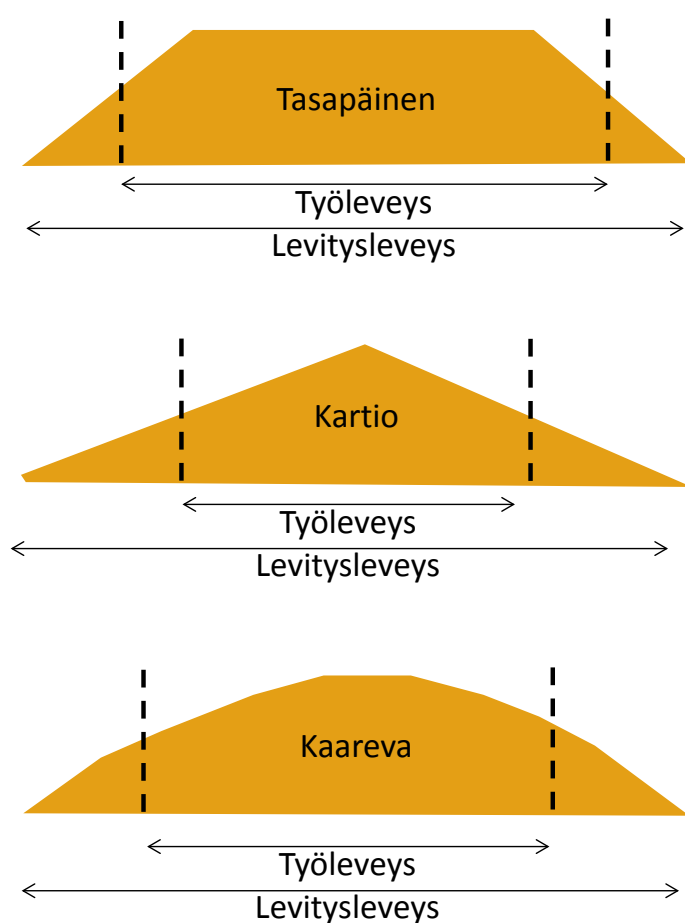 Tasapäinen
Työleveys
Levitysleveys
Kartio
Työleveys
Levitysleveys
Kaareva
Työleveys
Levitysleveys